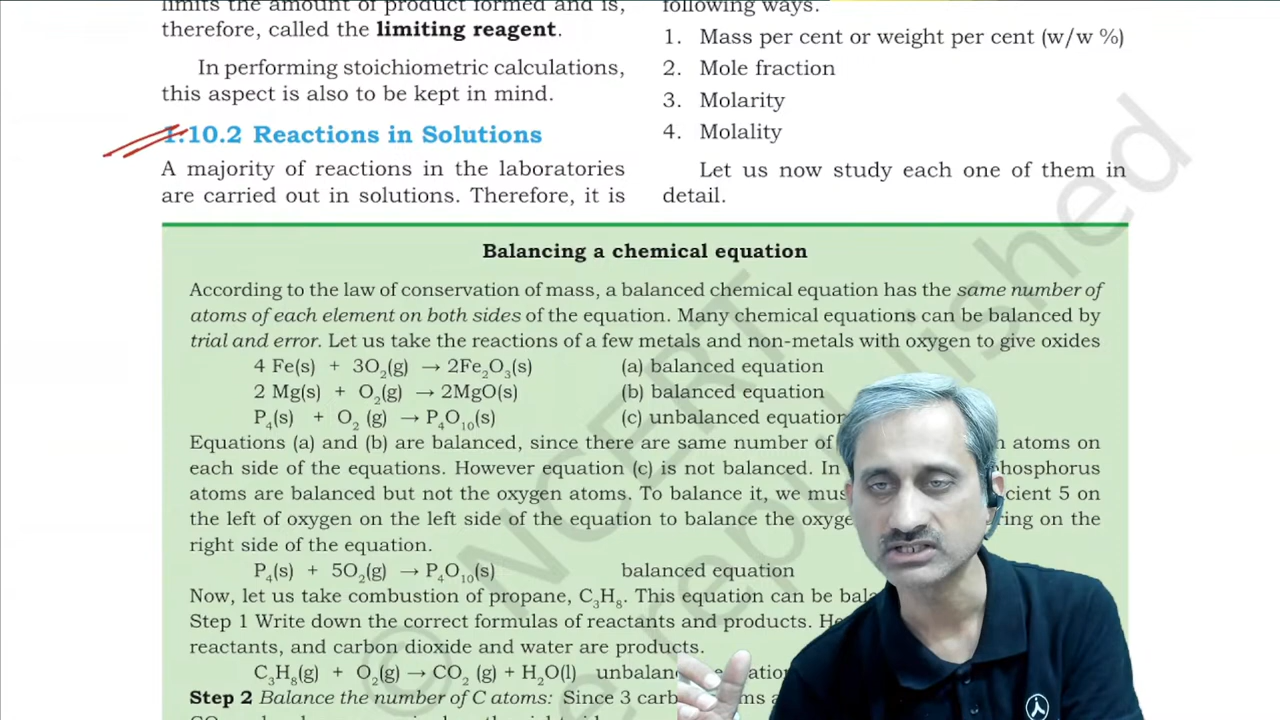 limits the amount of product formed and is,
therefore, called the limiting reagent.
In performing stoichiometric calculations,
this aspect is also to be kept in mind.
1.10.2 Reactions in Solutions
A majority of reactions in the laboratories
are carried out in solutions. Therefore, it is
following ways.
1. Mass per cent or weight per cent (w/w %)
2. Mole fraction
3. Molarity
4. Molality
Let us now study each one of them in
detail.
Balancing a chemical equation
According to the law of conservation of mass, a balanced chemical equation has the same number of
atoms of each element on both sides of the equation. Many chemical equations can be balanced by
trial and error. Let us take the reactions of a few metals and non-metals with oxygen to give oxides
4 Fe(s) + 3O₂(g) → 2Fe₂O₃(s) (a) balanced equation
2 Mg(s) + O₂(g) → 2MgO(s) (b) balanced equation
P₄(s) + O₂ (g) → P₄O₁₀(s) (c) unbalanced equation
Equations (a) and (b) are balanced, since there are same number of atoms on
each side of the equations. However equation (c) is not balanced. In phosphorus
atoms are balanced but not the oxygen atoms. To balance it, we 5 on
the left of oxygen on the left side of the equation to balance the on the
right side of the equation.
P₄(s) + 5O₂(g) → P₄O₁₀(s) balanced equation
Now, let us take combustion of propane, C₃H₈. This equation can be
Step 1 Write down the correct formulas of reactants and products.
reactants, and carbon dioxide and water are products.
C₃H₈(g) + O₂(g) → CO₂ (g) + H₂O(l)
Step 2 Balance the number of C atoms: Since 3
© NCERT
republished